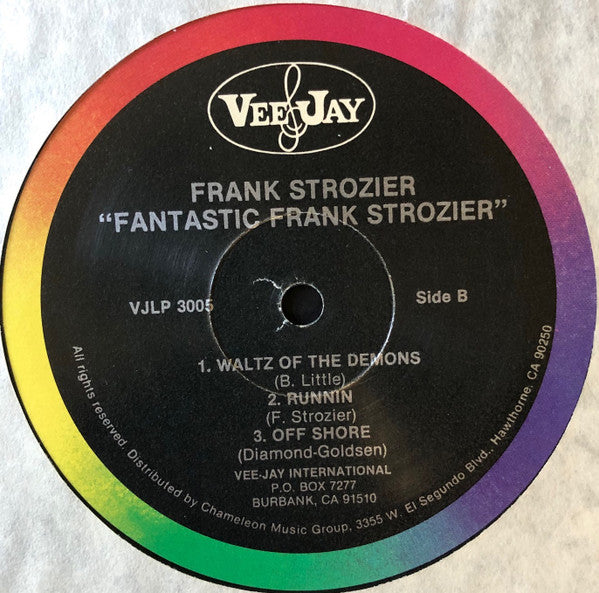 VEE JAY
FRANK STROZIER
"FANTASTIC FRANK STROZIER"
VJLP 3005
Side B
1. WALTZ OF THE DEMONS
(B. Little)
2. RUNNIN
(F. Strozier)
3. OFF SHORE
(Diamond-Goldsen)
VEE-JAY INTERNATIONAL
P.O. BOX 7277
BURBANK, CA 91510
All rights reserved. Distributed by Chameleon Music Group, 3355 W. El Segundo Blvd., Hawthorne, CA 90250